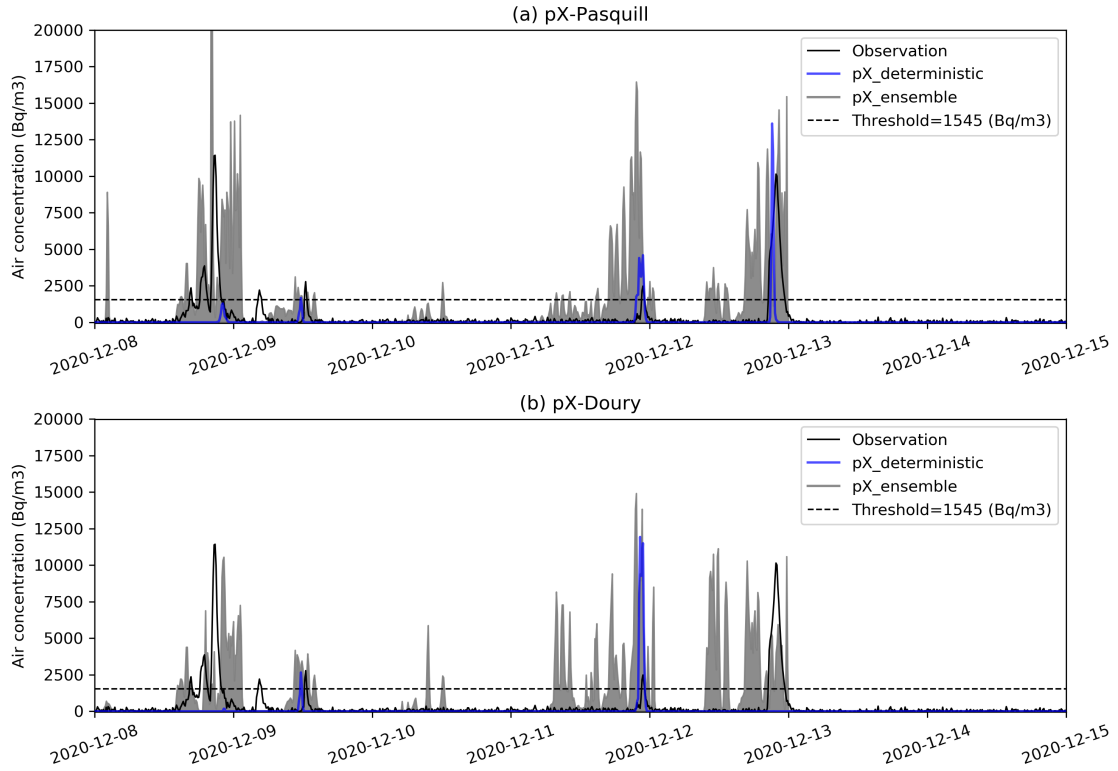 (a) pX-Pasquill
20000
17500
15000
12500
10000
7500
5000
2500
0
Air concentration (Bq/m3)
Observation
pX_deterministic
pX_ensemble
Threshold=1545 (Bq/m3)
2020-12-08
2020-12-09
2020-12-10
2020-12-11
2020-12-12
2020-12-13
2020-12-14
2020-12-15
(b) pX-Doury
20000
17500
15000
12500
10000
7500
5000
2500
0
Air concentration (Bq/m3)
Observation
pX_deterministic
pX_ensemble
Threshold=1545 (Bq/m3)
2020-12-08
2020-12-09
2020-12-10
2020-12-11
2020-12-12
2020-12-13
2020-12-14
2020-12-15